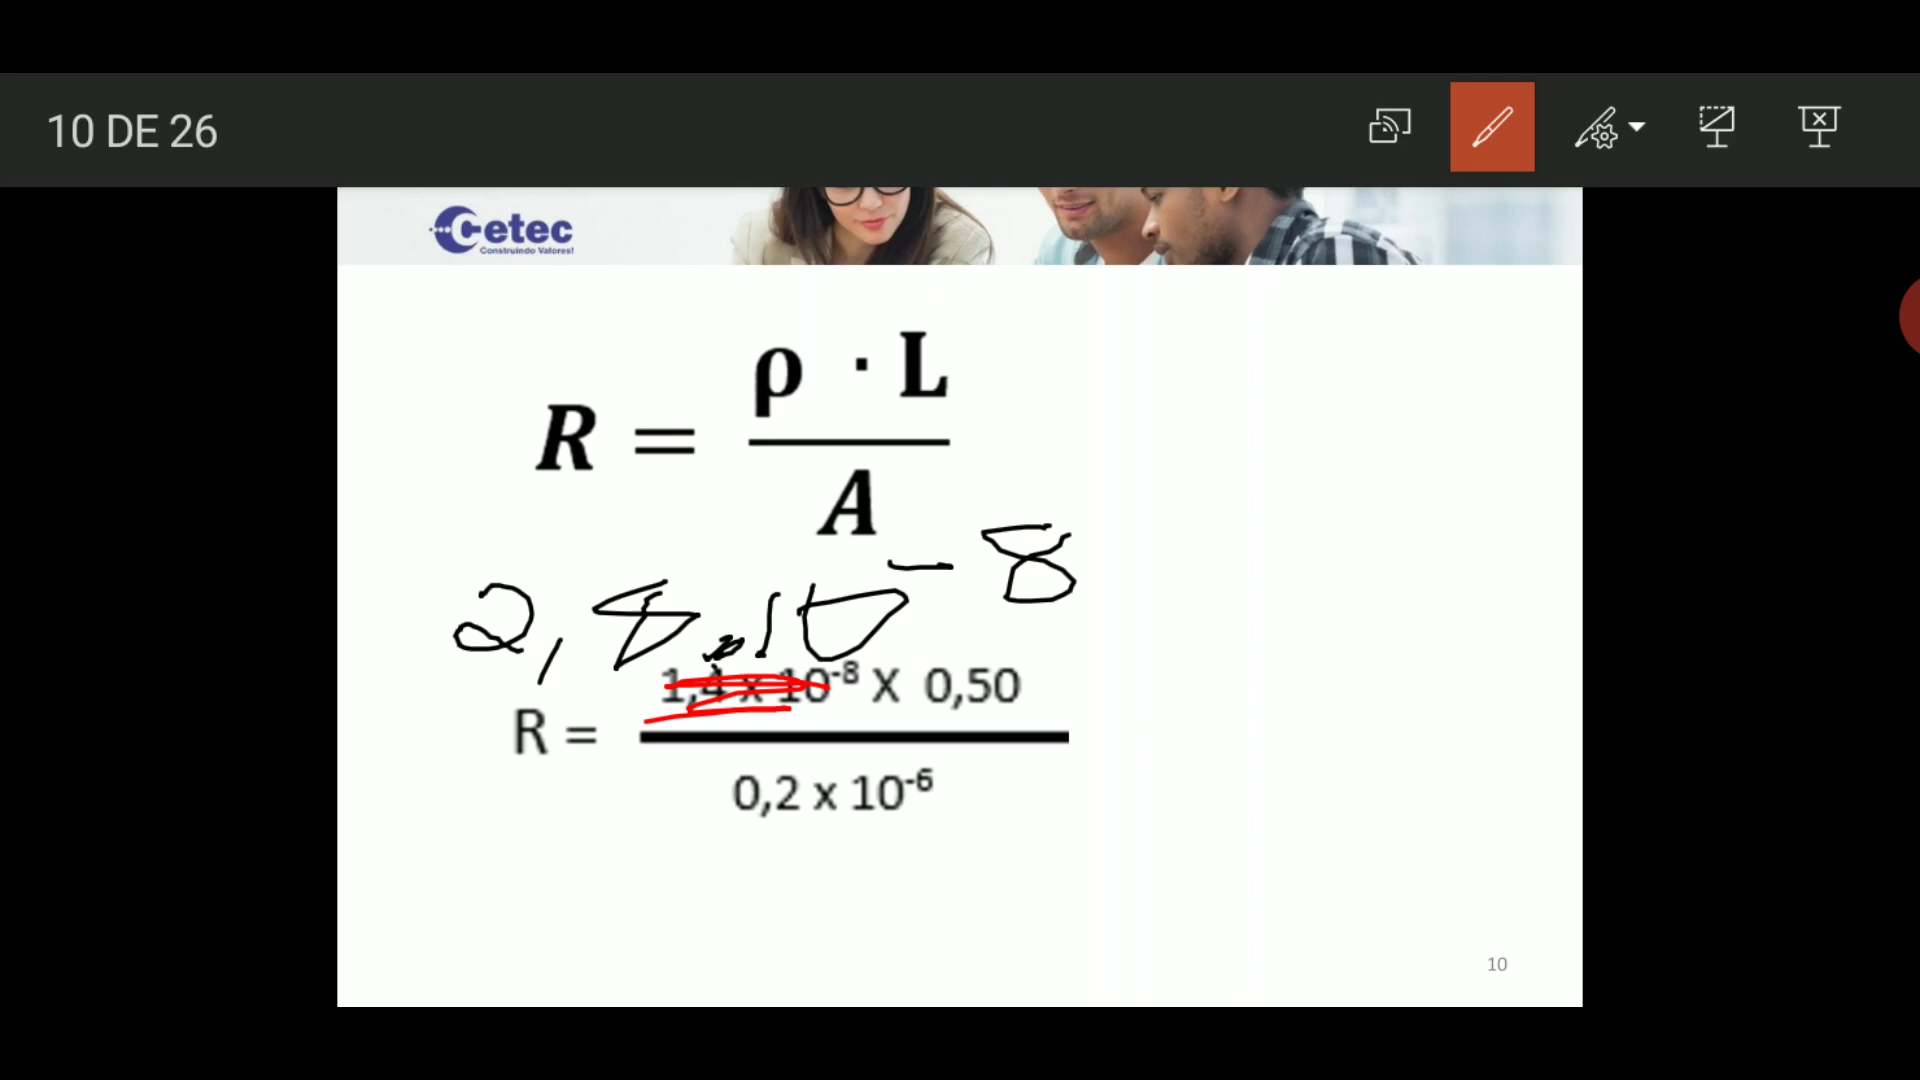 10 DE 26
Cetec
Construindo Valores!
R = ρ · L / A
2,8.10⁻⁸
R = 1,4 x 10⁻⁸ X 0,50 / 0,2 x 10⁻⁶
10